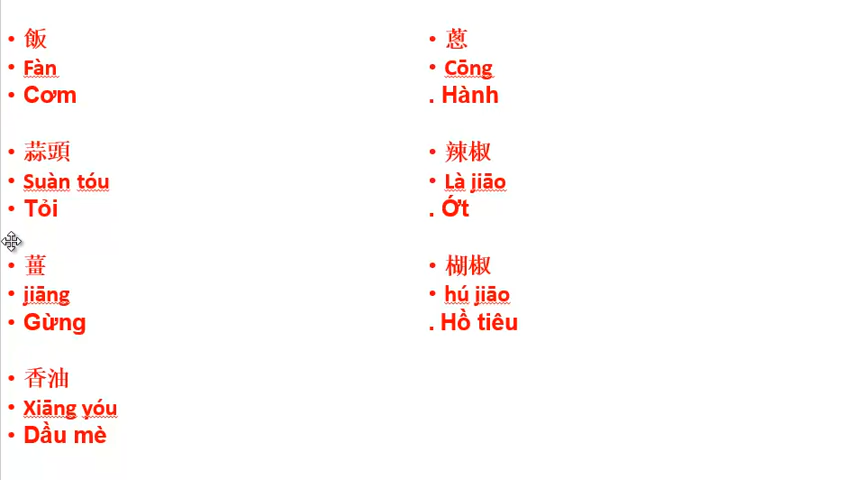 • 飯
• Fàn
• Cơm
• 蒜頭
• Suàn tóu
• Tỏi
• 薑
• jiāng
• Gừng
• 香油
• Xiāng yóu
• Dầu mè
• 蔥
• Cōng
. Hành
• 辣椒
• Là jiāo
. Ớt
• 楜椒
• hú jiāo
. Hồ tiêu